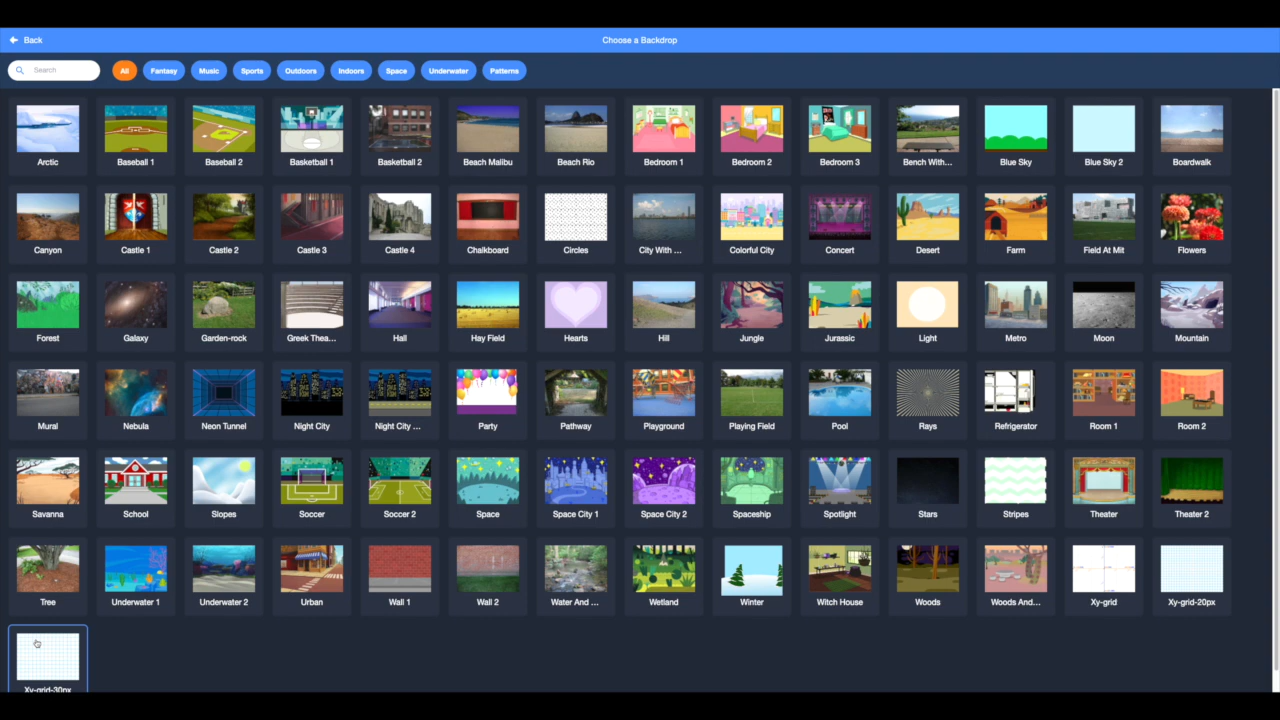 Back
Choose a Backdrop
Search
All Fantasy Music Sports Outdoors Indoors Space Underwater Patterns
Arctic Baseball 1 Baseball 2 Basketball 1 Basketball 2 Beach Malibu Beach Rio Bedroom 1 Bedroom 2 Bedroom 3 Bench With... Blue Sky Blue Sky 2 Boardwalk
Canyon Castle 1 Castle 2 Castle 3 Castle 4 Chalkboard Circles City With ... Colorful City Concert Desert Farm Field At Mit Flowers
Forest Galaxy Garden-rock Greek Thea... Hall Hay Field Hearts Hill Jungle Jurassic Light Metro Moon Mountain
Mural Nebula Neon Tunnel Night City Night City ... Party Pathway Playground Playing Field Pool Rays Refrigerator Room 1 Room 2
Savanna School Slopes Soccer Soccer 2 Space Space City 1 Space City 2 Spaceship Spotlight Stars Stripes Theater Theater 2
Tree Underwater 1 Underwater 2 Urban Wall 1 Wall 2 Water And ... Wetland Winter Witch House Woods Woods And... Xy-grid Xy-grid-20px
Xy-grid-30px